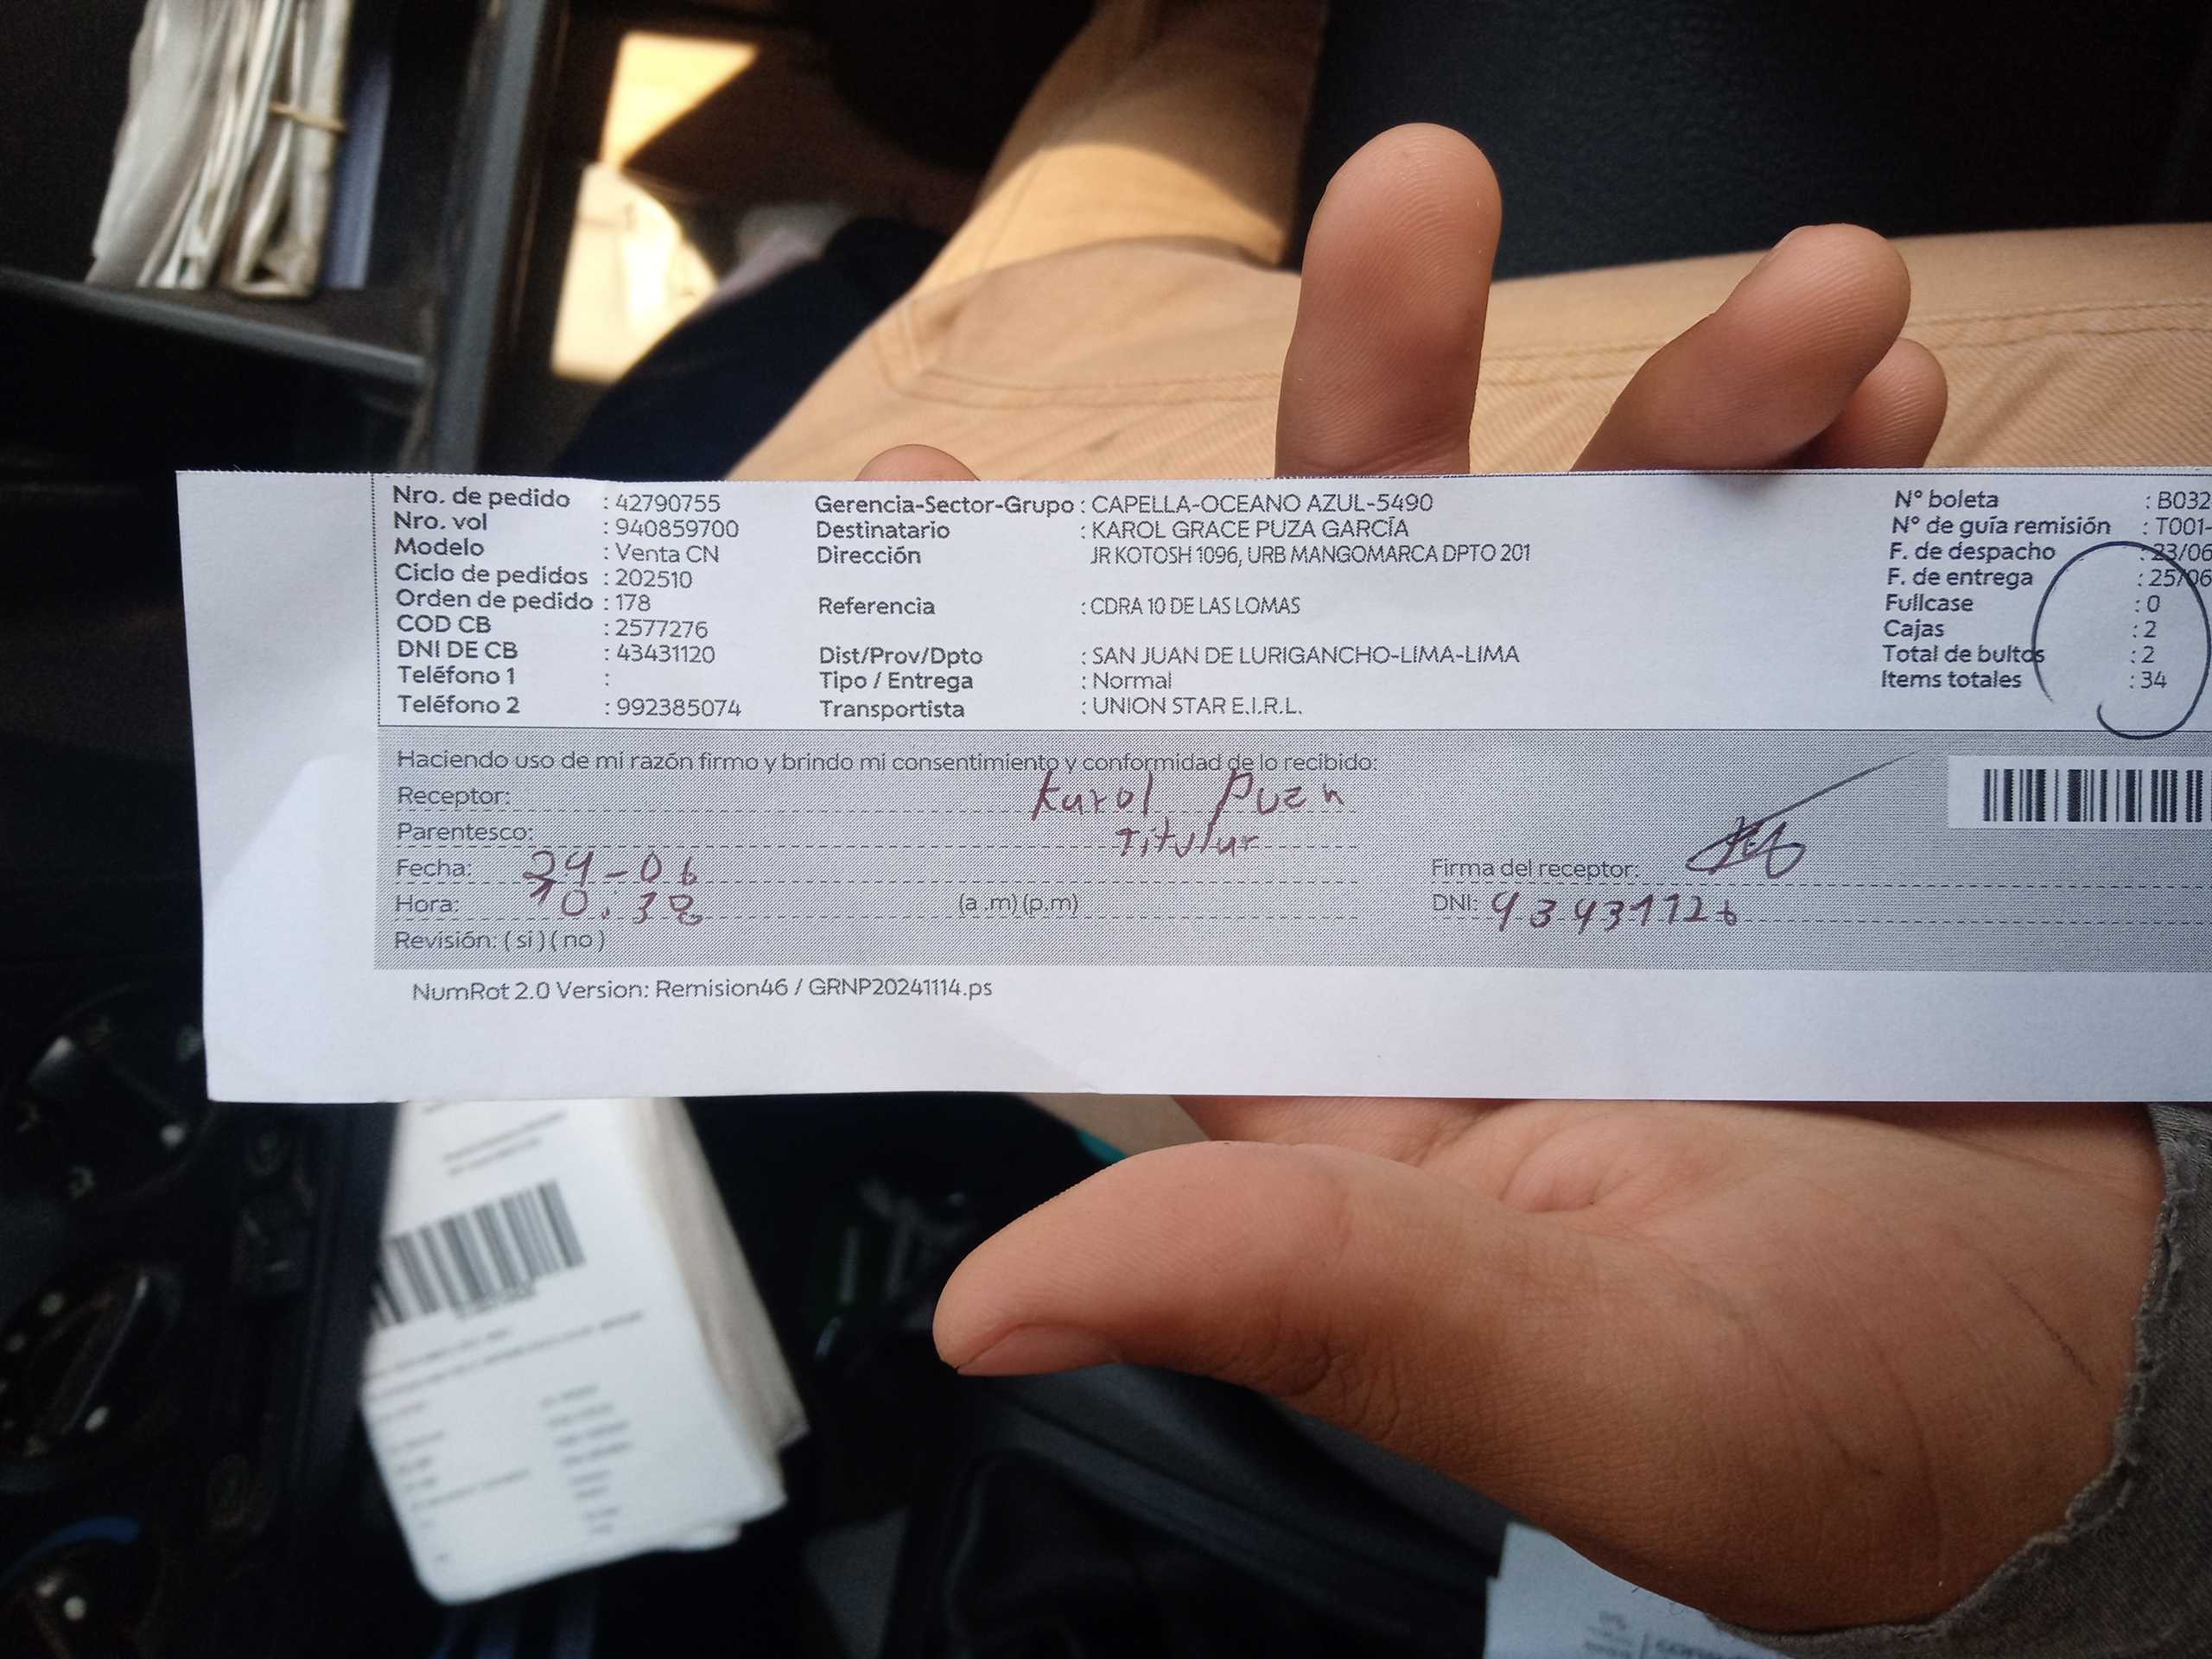 Nro. de pedido : 42790755
Nro. vol : 940859700
Modelo : Venta CN
Ciclo de pedidos : 202510
Orden de pedido : 178
COD CB : 2577276
DNI DE CB : 43431120
Teléfono 1 :
Teléfono 2 : 992385074
Gerencia-Sector-Grupo : CAPELLA-OCEANO AZUL-5490
Destinatario : KAROL GRACE PUZA GARCÍA
Dirección JR KOTOSH 1096, URB MANGOMARCA DPTO 201
Referencia : CDRA 10 DE LAS LOMAS
Dist/Prov/Dpto : SAN JUAN DE LURIGANCHO-LIMA-LIMA
Tipo / Entrega : Normal
Transportista : UNION STAR E.I.R.L.
N° boleta : B032
N° de guía remisión : T001-
F. de despacho : 23/06
F. de entrega : 25/06
Fullcase : 0
Cajas : 2
Total de bultos : 2
Items totales : 34
Haciendo uso de mi razón firmo y brindo mi consentimiento y conformidad de lo recibido:
Receptor: Karol Puza
Parentesco: Titular
Fecha: 24-06
Hora: 10:38 (a .m) (p.m)
Revisión: ( si ) ( no )
Firma del receptor:
DNI: 43431126
NumRot 2.0 Version: Remision46 / GRNP20241114.ps